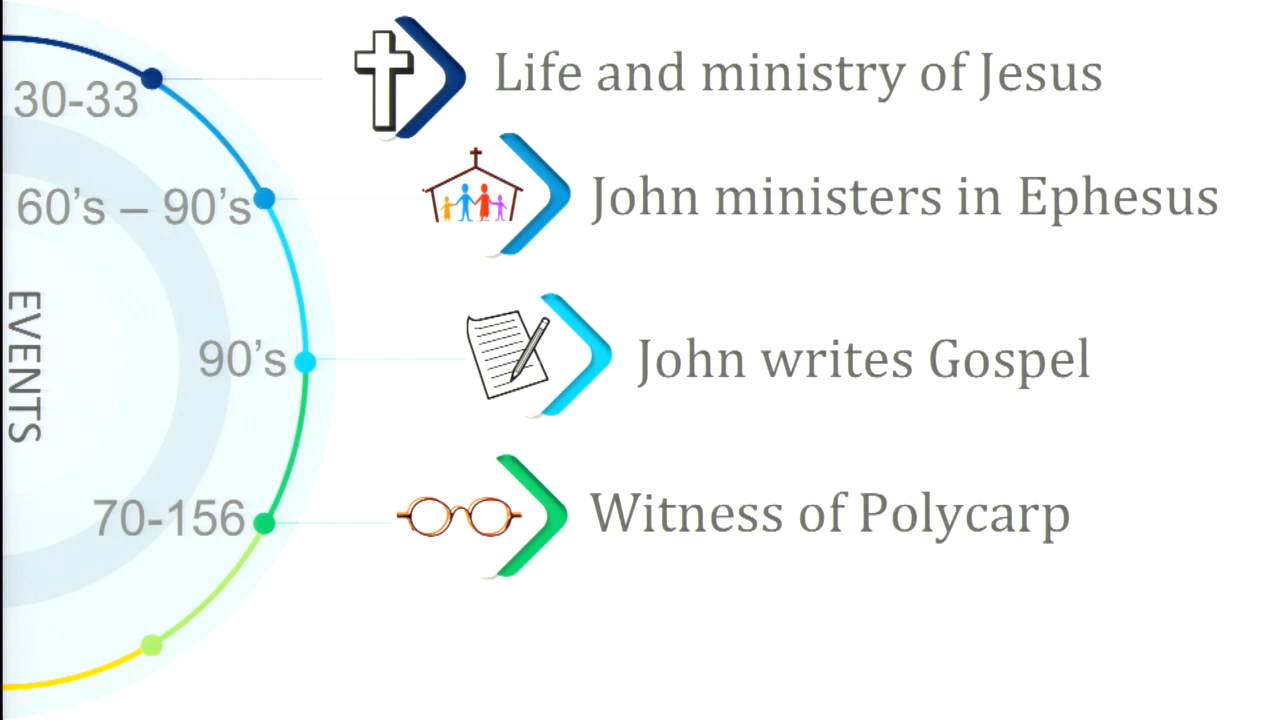 30-33
Life and ministry of Jesus
60’s – 90’s
John ministers in Ephesus
EVENTS
90’s
John writes Gospel
70-156
Witness of Polycarp